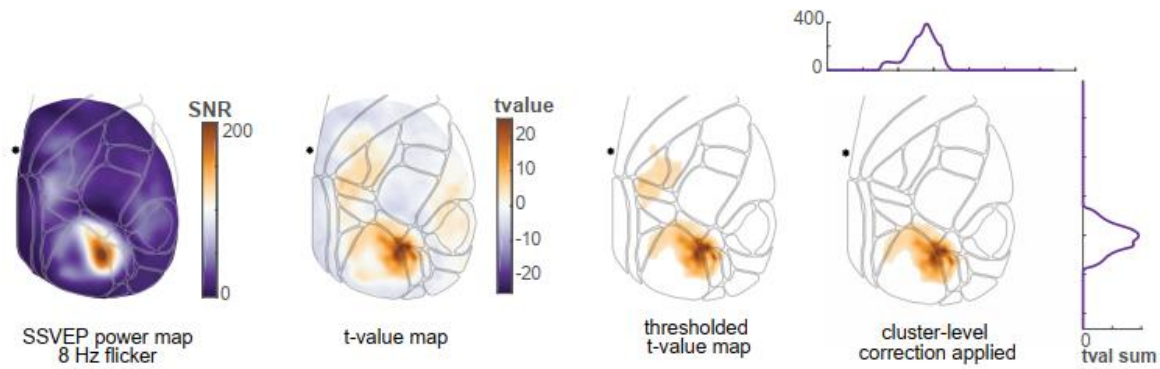 400
0
SNR
200
0
tvalue
20
10
0
-10
-20
SSVEP power map
8 Hz flicker
t-value map
thresholded
t-value map
cluster-level
correction applied
0
tval sum